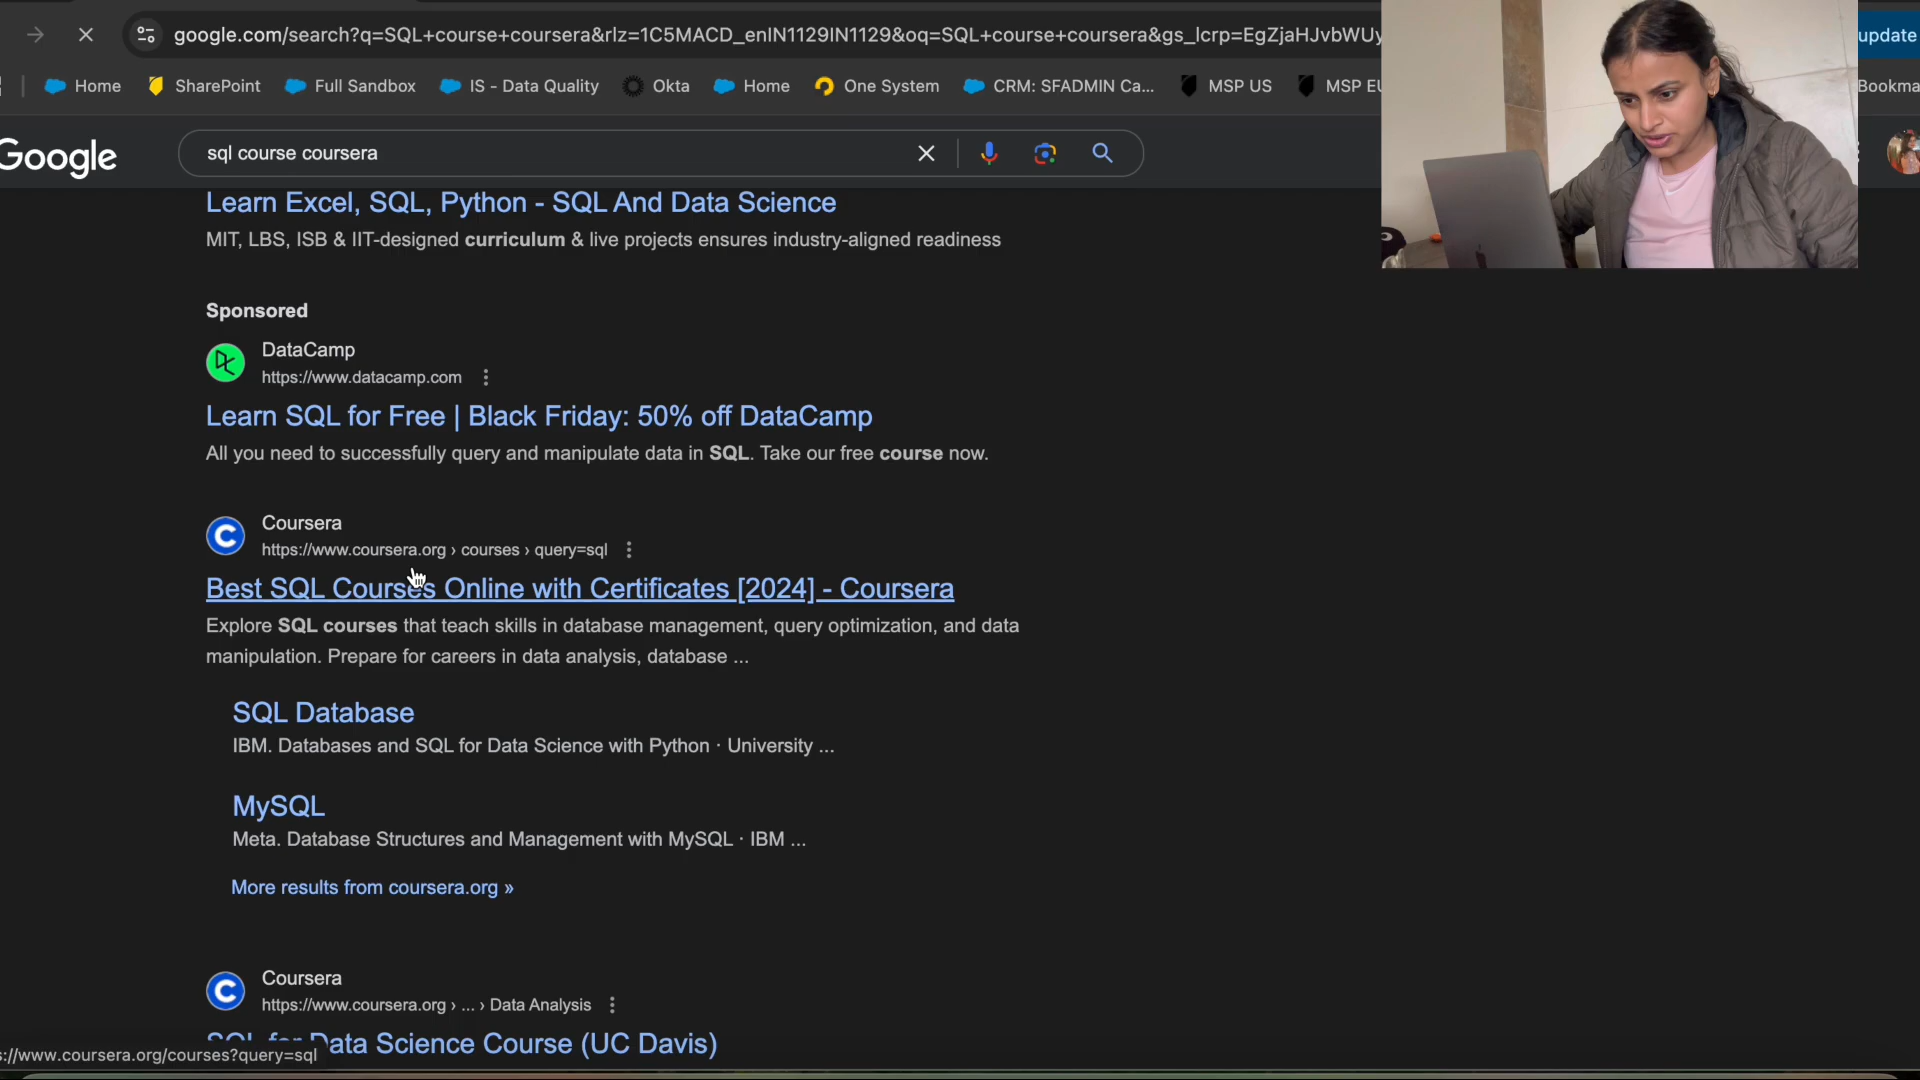 google.com/search?q=SQL+course+coursera&rlz=1C5MACD_enIN1129IN1129&oq=SQL+course+coursera&gs_lcrp=EgZjaHJvbWUy
update
Home SharePoint Full Sandbox IS - Data Quality Okta Home One System CRM: SFADMIN Ca... MSP US MSP EU Bookma
Google sql course coursera
Learn Excel, SQL, Python - SQL And Data Science
MIT, LBS, ISB & IIT-designed curriculum & live projects ensures industry-aligned readiness
Sponsored
DataCamp
https://www.datacamp.com
Learn SQL for Free | Black Friday: 50% off DataCamp
All you need to successfully query and manipulate data in SQL. Take our free course now.
Coursera
https://www.coursera.org › courses › query=sql
Best SQL Courses Online with Certificates [2024] - Coursera
Explore SQL courses that teach skills in database management, query optimization, and data
manipulation. Prepare for careers in data analysis, database ...
SQL Database
IBM. Databases and SQL for Data Science with Python · University ...
MySQL
Meta. Database Structures and Management with MySQL · IBM ...
More results from coursera.org »
Coursera
https://www.coursera.org › ... › Data Analysis
SQL for Data Science Course (UC Davis)
s://www.coursera.org/courses?query=sql